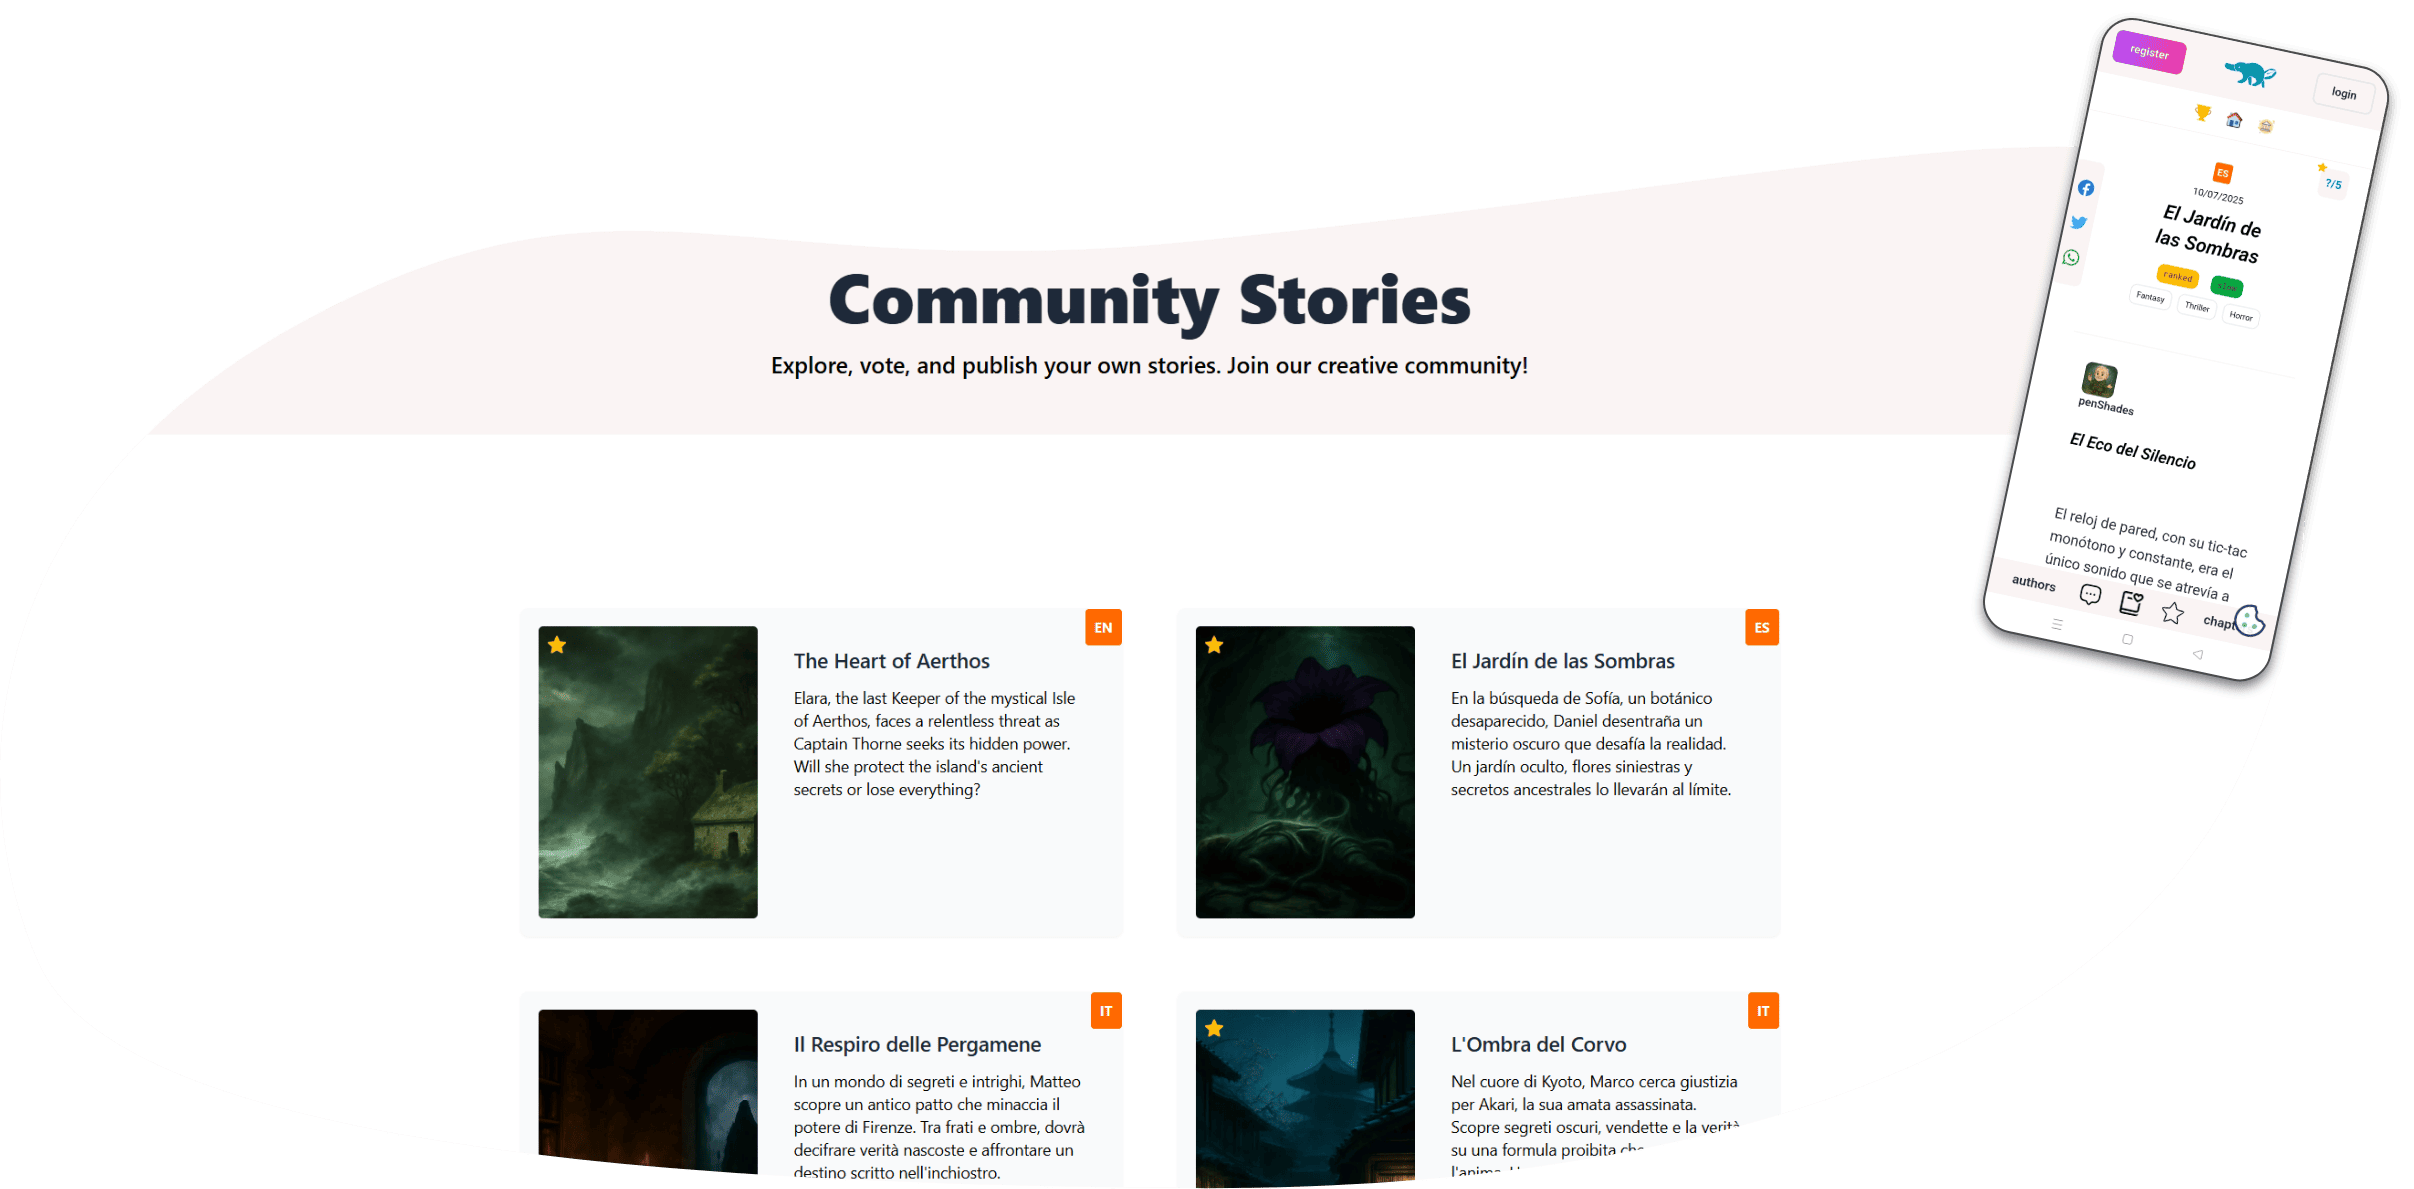 Community Stories
Explore, vote, and publish your own stories. Join our creative community!
EN
The Heart of Aerthos
Elara, the last Keeper of the mystical Isle
of Aerthos, faces a relentless threat as
Captain Thorne seeks its hidden power.
Will she protect the island's ancient
secrets or lose everything?
ES
El Jardín de las Sombras
En la búsqueda de Sofía, un botánico
desaparecido, Daniel desentraña un
misterio oscuro que desafía la realidad.
Un jardín oculto, flores siniestras y
secretos ancestrales lo llevarán al límite.
IT
Il Respiro delle Pergamene
In un mondo di segreti e intrighi, Matteo
scopre un antico patto che minaccia il
potere di Firenze. Tra frati e ombre, dovrà
decifrare verità nascoste e affrontare un
destino scritto nell'inchiostro.
IT
L'Ombra del Corvo
Nel cuore di Kyoto, Marco cerca giustizia
per Akari, la sua amata assassinata.
Scopre segreti oscuri, vendette e la verità
su una formula proibita che
register
login
ES
?/5
10/07/2025
El Jardín de
las Sombras
ranked
slow
Fantasy
Thriller
Horror
penShades
El Eco del Silencio
El reloj de pared, con su tic-tac
monótono y constante, era el
único sonido que se atrevía a
authors